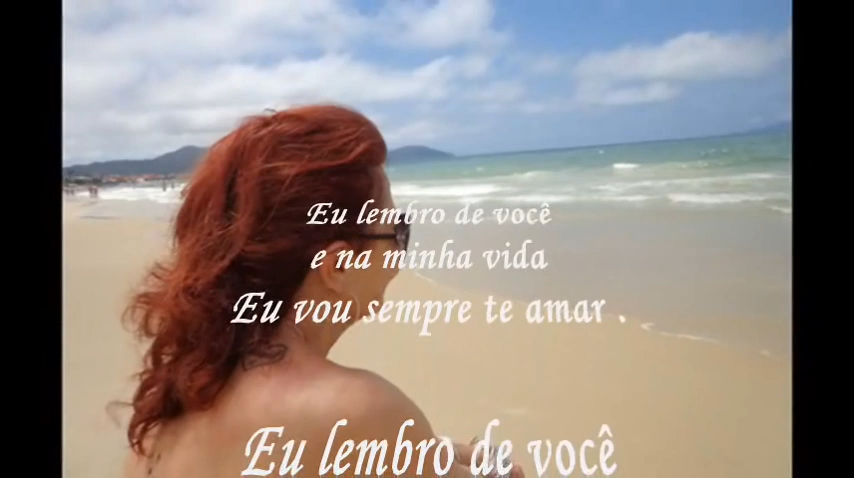 Eu lembro de você
e na minha vida
Eu vou sempre te amar .
Eu lembro de você